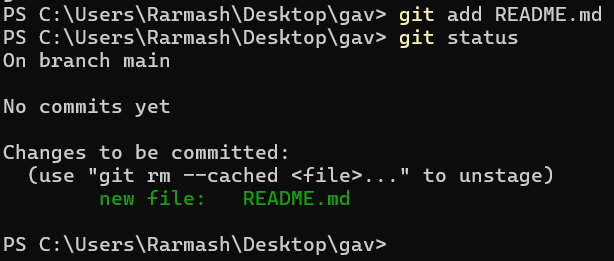 PS C:\Users\Rarmash\Desktop\gav> git add README.md
PS C:\Users\Rarmash\Desktop\gav> git status
On branch main

No commits yet

Changes to be committed:
  (use "git rm --cached <file>..." to unstage)
        new file:   README.md

PS C:\Users\Rarmash\Desktop\gav>